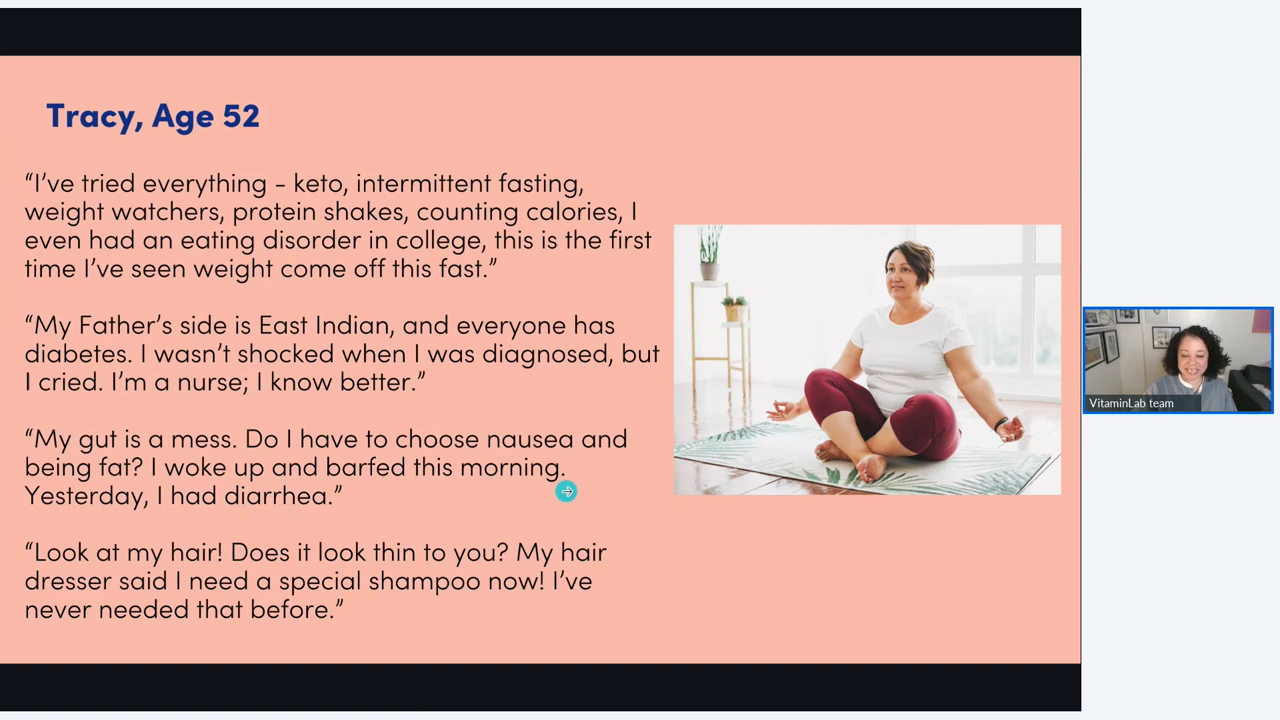 Tracy, Age 52
“I’ve tried everything - keto, intermittent fasting,
weight watchers, protein shakes, counting calories, I
even had an eating disorder in college, this is the first
time I’ve seen weight come off this fast.”
“My Father’s side is East Indian, and everyone has
diabetes. I wasn’t shocked when I was diagnosed, but
I cried. I’m a nurse; I know better.”
“My gut is a mess. Do I have to choose nausea and
being fat? I woke up and barfed this morning.
Yesterday, I had diarrhea.”
“Look at my hair! Does it look thin to you? My hair
dresser said I need a special shampoo now! I’ve
never needed that before.”
VitaminLab team